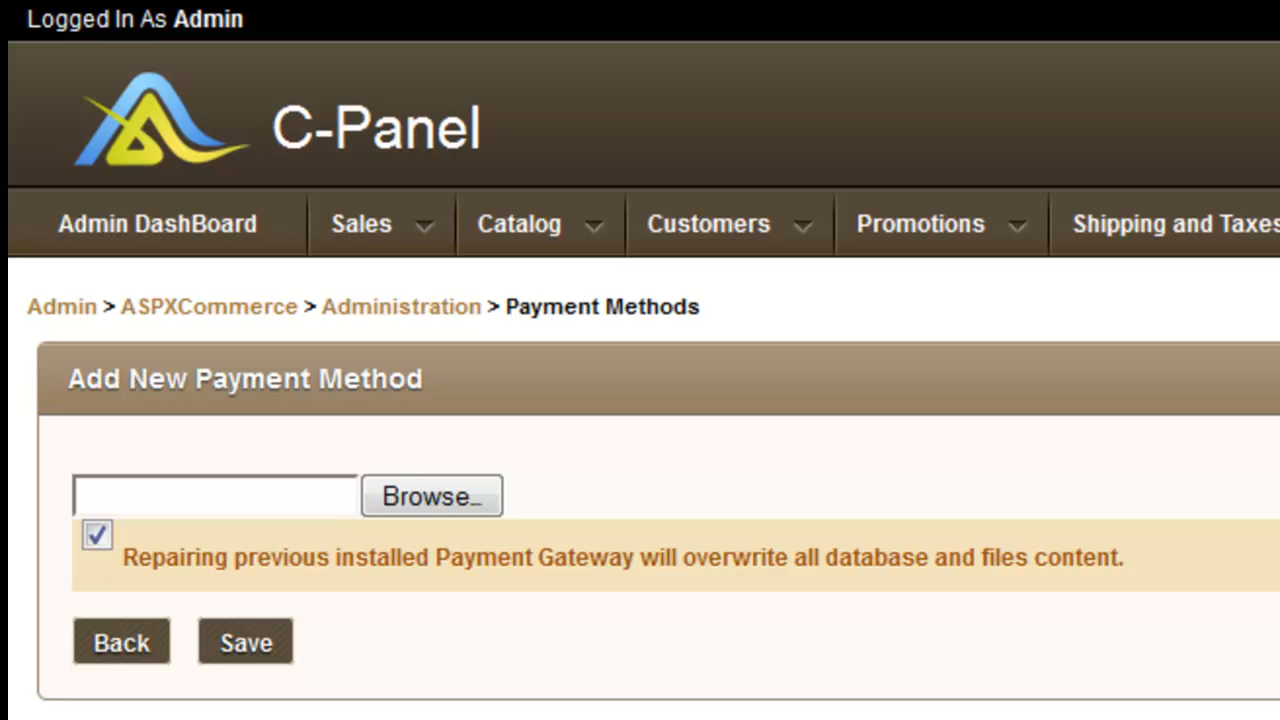 Logged In As Admin
C-Panel
Admin DashBoard Sales Catalog Customers Promotions Shipping and Taxes
Admin > ASPXCommerce > Administration > Payment Methods
Add New Payment Method
Browse...
Repairing previous installed Payment Gateway will overwrite all database and files content.
Back Save